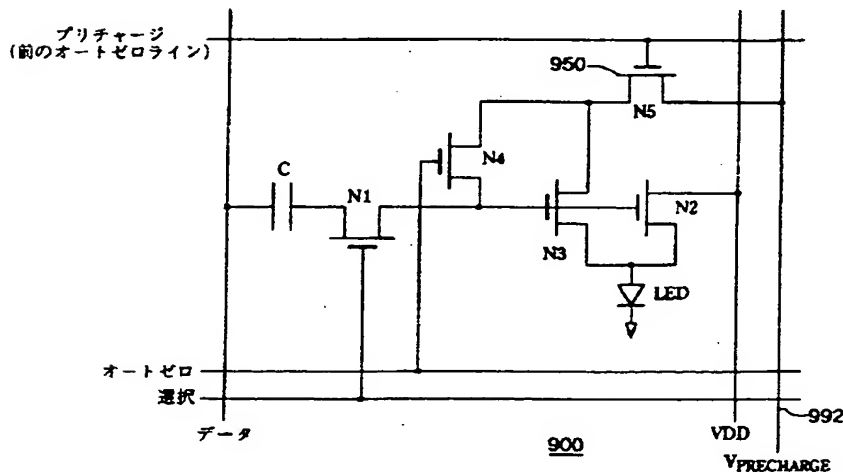 プリチャージ
(前のオートゼロライン)
950
N5
N4
C
N1
N2
N3
LED
オートゼロ
選択
データ
900
VDD
992
VPRECHARGE